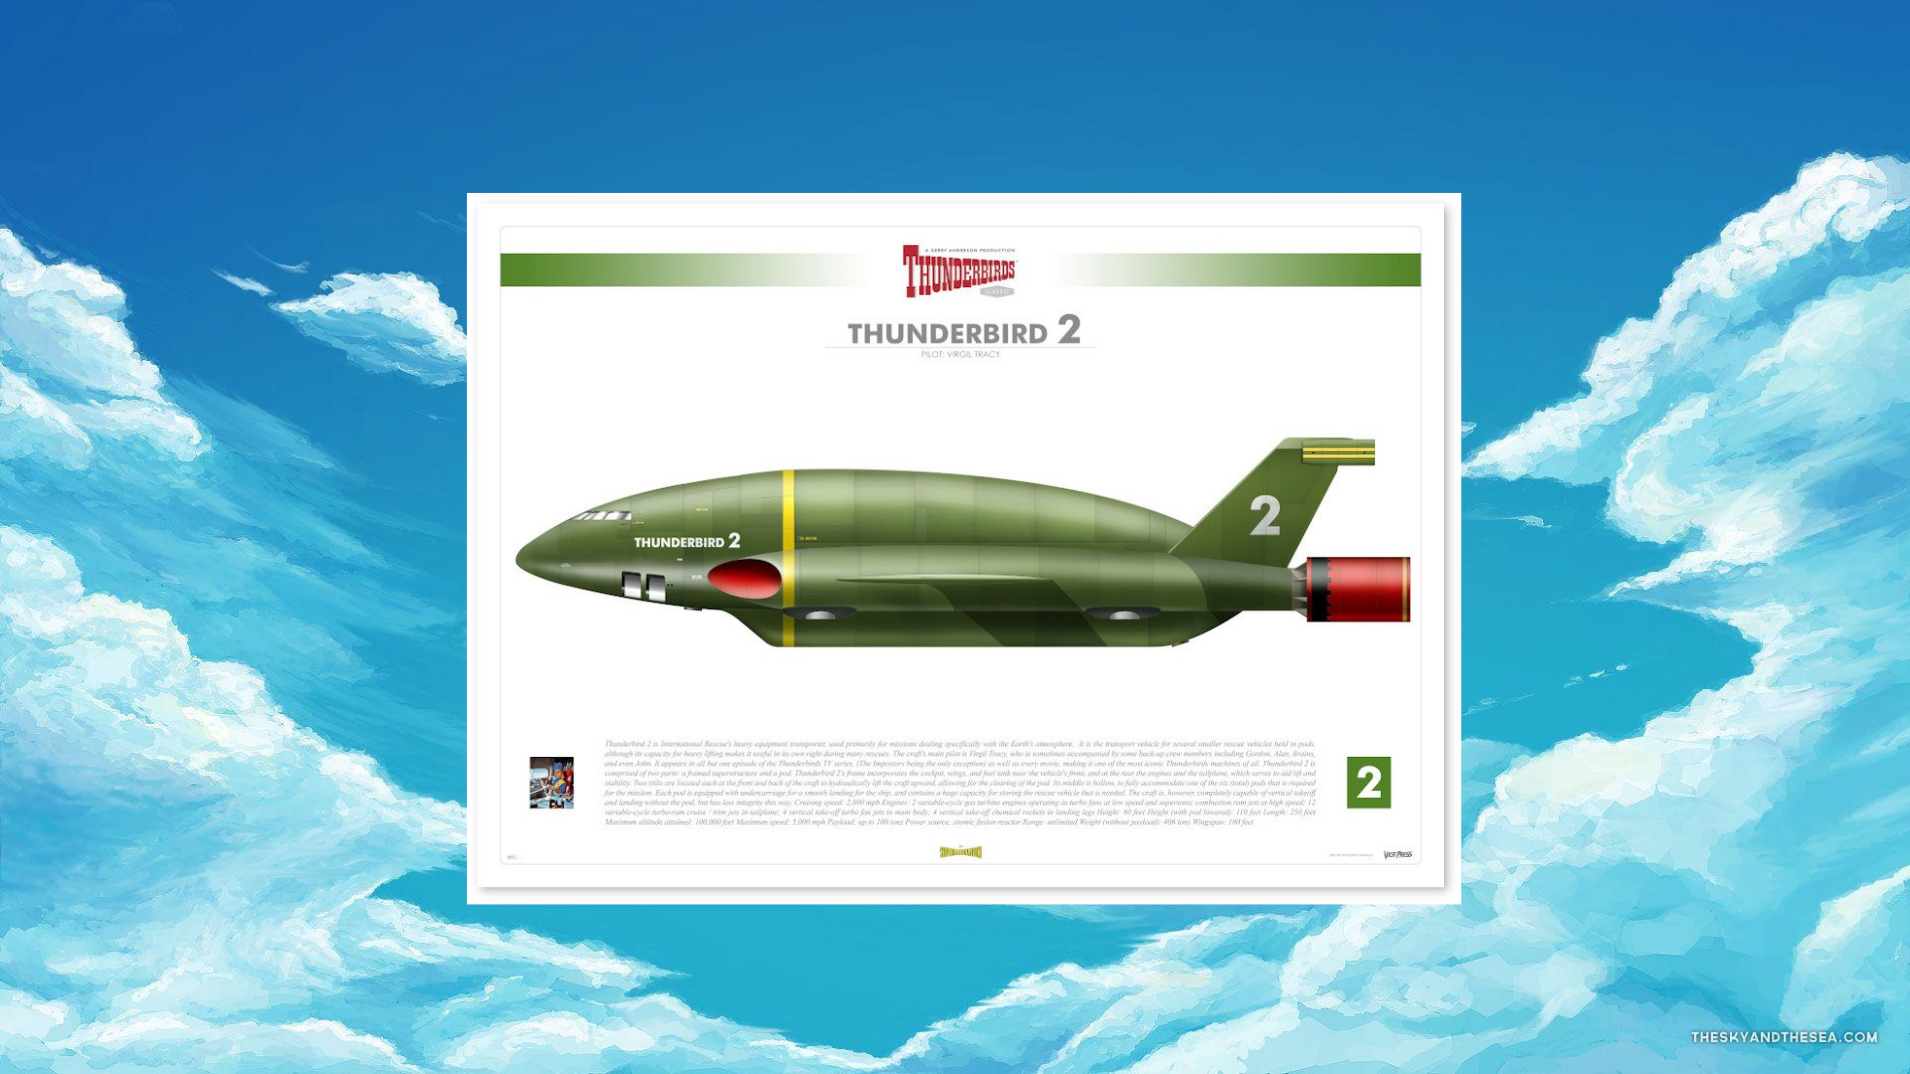 A GERRY ANDERSON PRODUCTION
THUNDERBIRDS
CLASSIC
THUNDERBIRD 2
PILOT: VIRGIL TRACY
2
THUNDERBIRD 2
Thunderbird 2 is International Rescue's heavy equipment transporter, used primarily for missions dealing specifically with the Earth's atmosphere. It is the transport vehicle for several smaller rescue vehicles held in pods,
although its capacity for heavy lifting makes it useful in its own right during many rescues. The craft's main pilot is Virgil Tracy, who is sometimes accompanied by some back-up crew members including Gordon, Alan, Brains,
and even John. It appears in all but one episode of the Thunderbirds TV series, (The Impostors being the only exception) as well as every movie, making it one of the most iconic Thunderbirds machines of all. Thunderbird 2 is
comprised of two parts: a framed superstructure and a pod. Thunderbird 2's frame incorporates the cockpit, wings, and fuel tank near the vehicle's front, and at the rear the engines and the tailplane, which serves to aid lift and
stability. Two stilts are located each at the front and back of the craft to hydraulically lift the craft upward, allowing for the clearing of the pod. Its middle is hollow, to fully accommodate one of the six (total) pods that is required
for the mission. Each pod is equipped with undercarriage for a smooth landing for the ship, and contains a huge capacity for storing the rescue vehicle that is needed. The craft is, however, completely capable of vertical takeoff
and landing without the pod, but has less integrity this way. Cruising speed: 2,000 mph Engines: 2 variable-cycle gas turbine engines operating as turbo fans at low speed and supersonic combustion ram jets at high speed; 12
variable-cycle turbo-ram cruise / trim jets in tailplane; 4 vertical take-off turbo fan jets in main body; 4 vertical take-off chemical rockets in landing legs Height: 60 feet Height (with pod lowered): 110 feet Length: 250 feet
Maximum altitude attained: 100,000 feet Maximum speed: 5,000 mph Payload: up to 100 tons Power source: atomic fusion reactor Range: unlimited Weight (without payload): 406 tons Wingspan: 180 feet
2
SUPERMARIONATION
VICE PRESS
THESKYANDTHESEA.COM